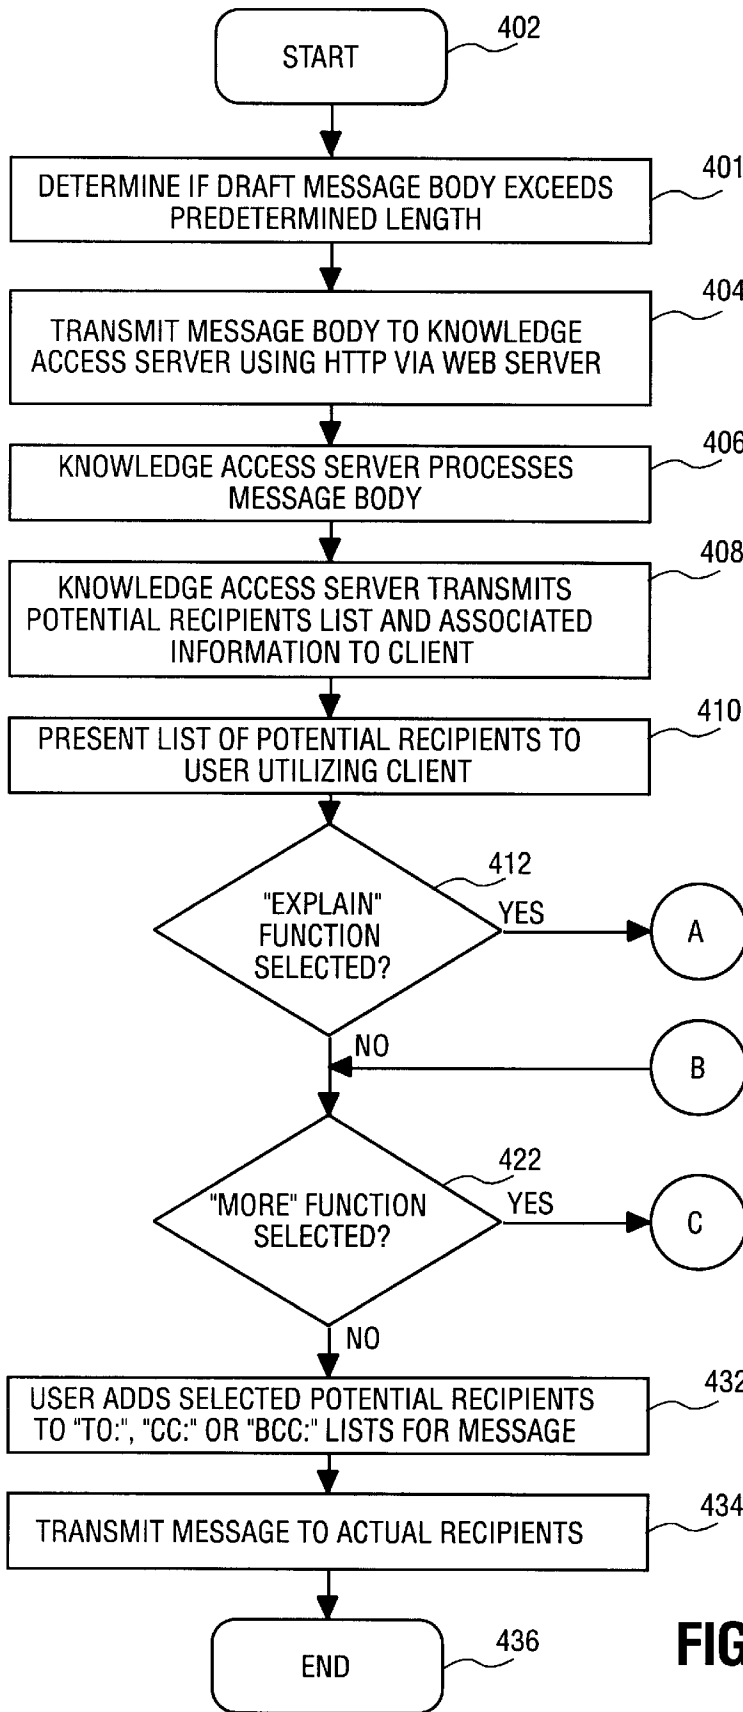 START
402
DETERMINE IF DRAFT MESSAGE BODY EXCEEDS
PREDETERMINED LENGTH
401
TRANSMIT MESSAGE BODY TO KNOWLEDGE
ACCESS SERVER USING HTTP VIA WEB SERVER
404
KNOWLEDGE ACCESS SERVER PROCESSES
MESSAGE BODY
406
KNOWLEDGE ACCESS SERVER TRANSMITS
POTENTIAL RECIPIENTS LIST AND ASSOCIATED
INFORMATION TO CLIENT
408
PRESENT LIST OF POTENTIAL RECIPIENTS TO
USER UTILIZING CLIENT
410
412
"EXPLAIN"
FUNCTION
SELECTED?
YES
A
NO
B
422
"MORE" FUNCTION
SELECTED?
YES
C
NO
USER ADDS SELECTED POTENTIAL RECIPIENTS
TO "TO:", "CC:" OR "BCC:" LISTS FOR MESSAGE
432
TRANSMIT MESSAGE TO ACTUAL RECIPIENTS
434
END
436
FIG